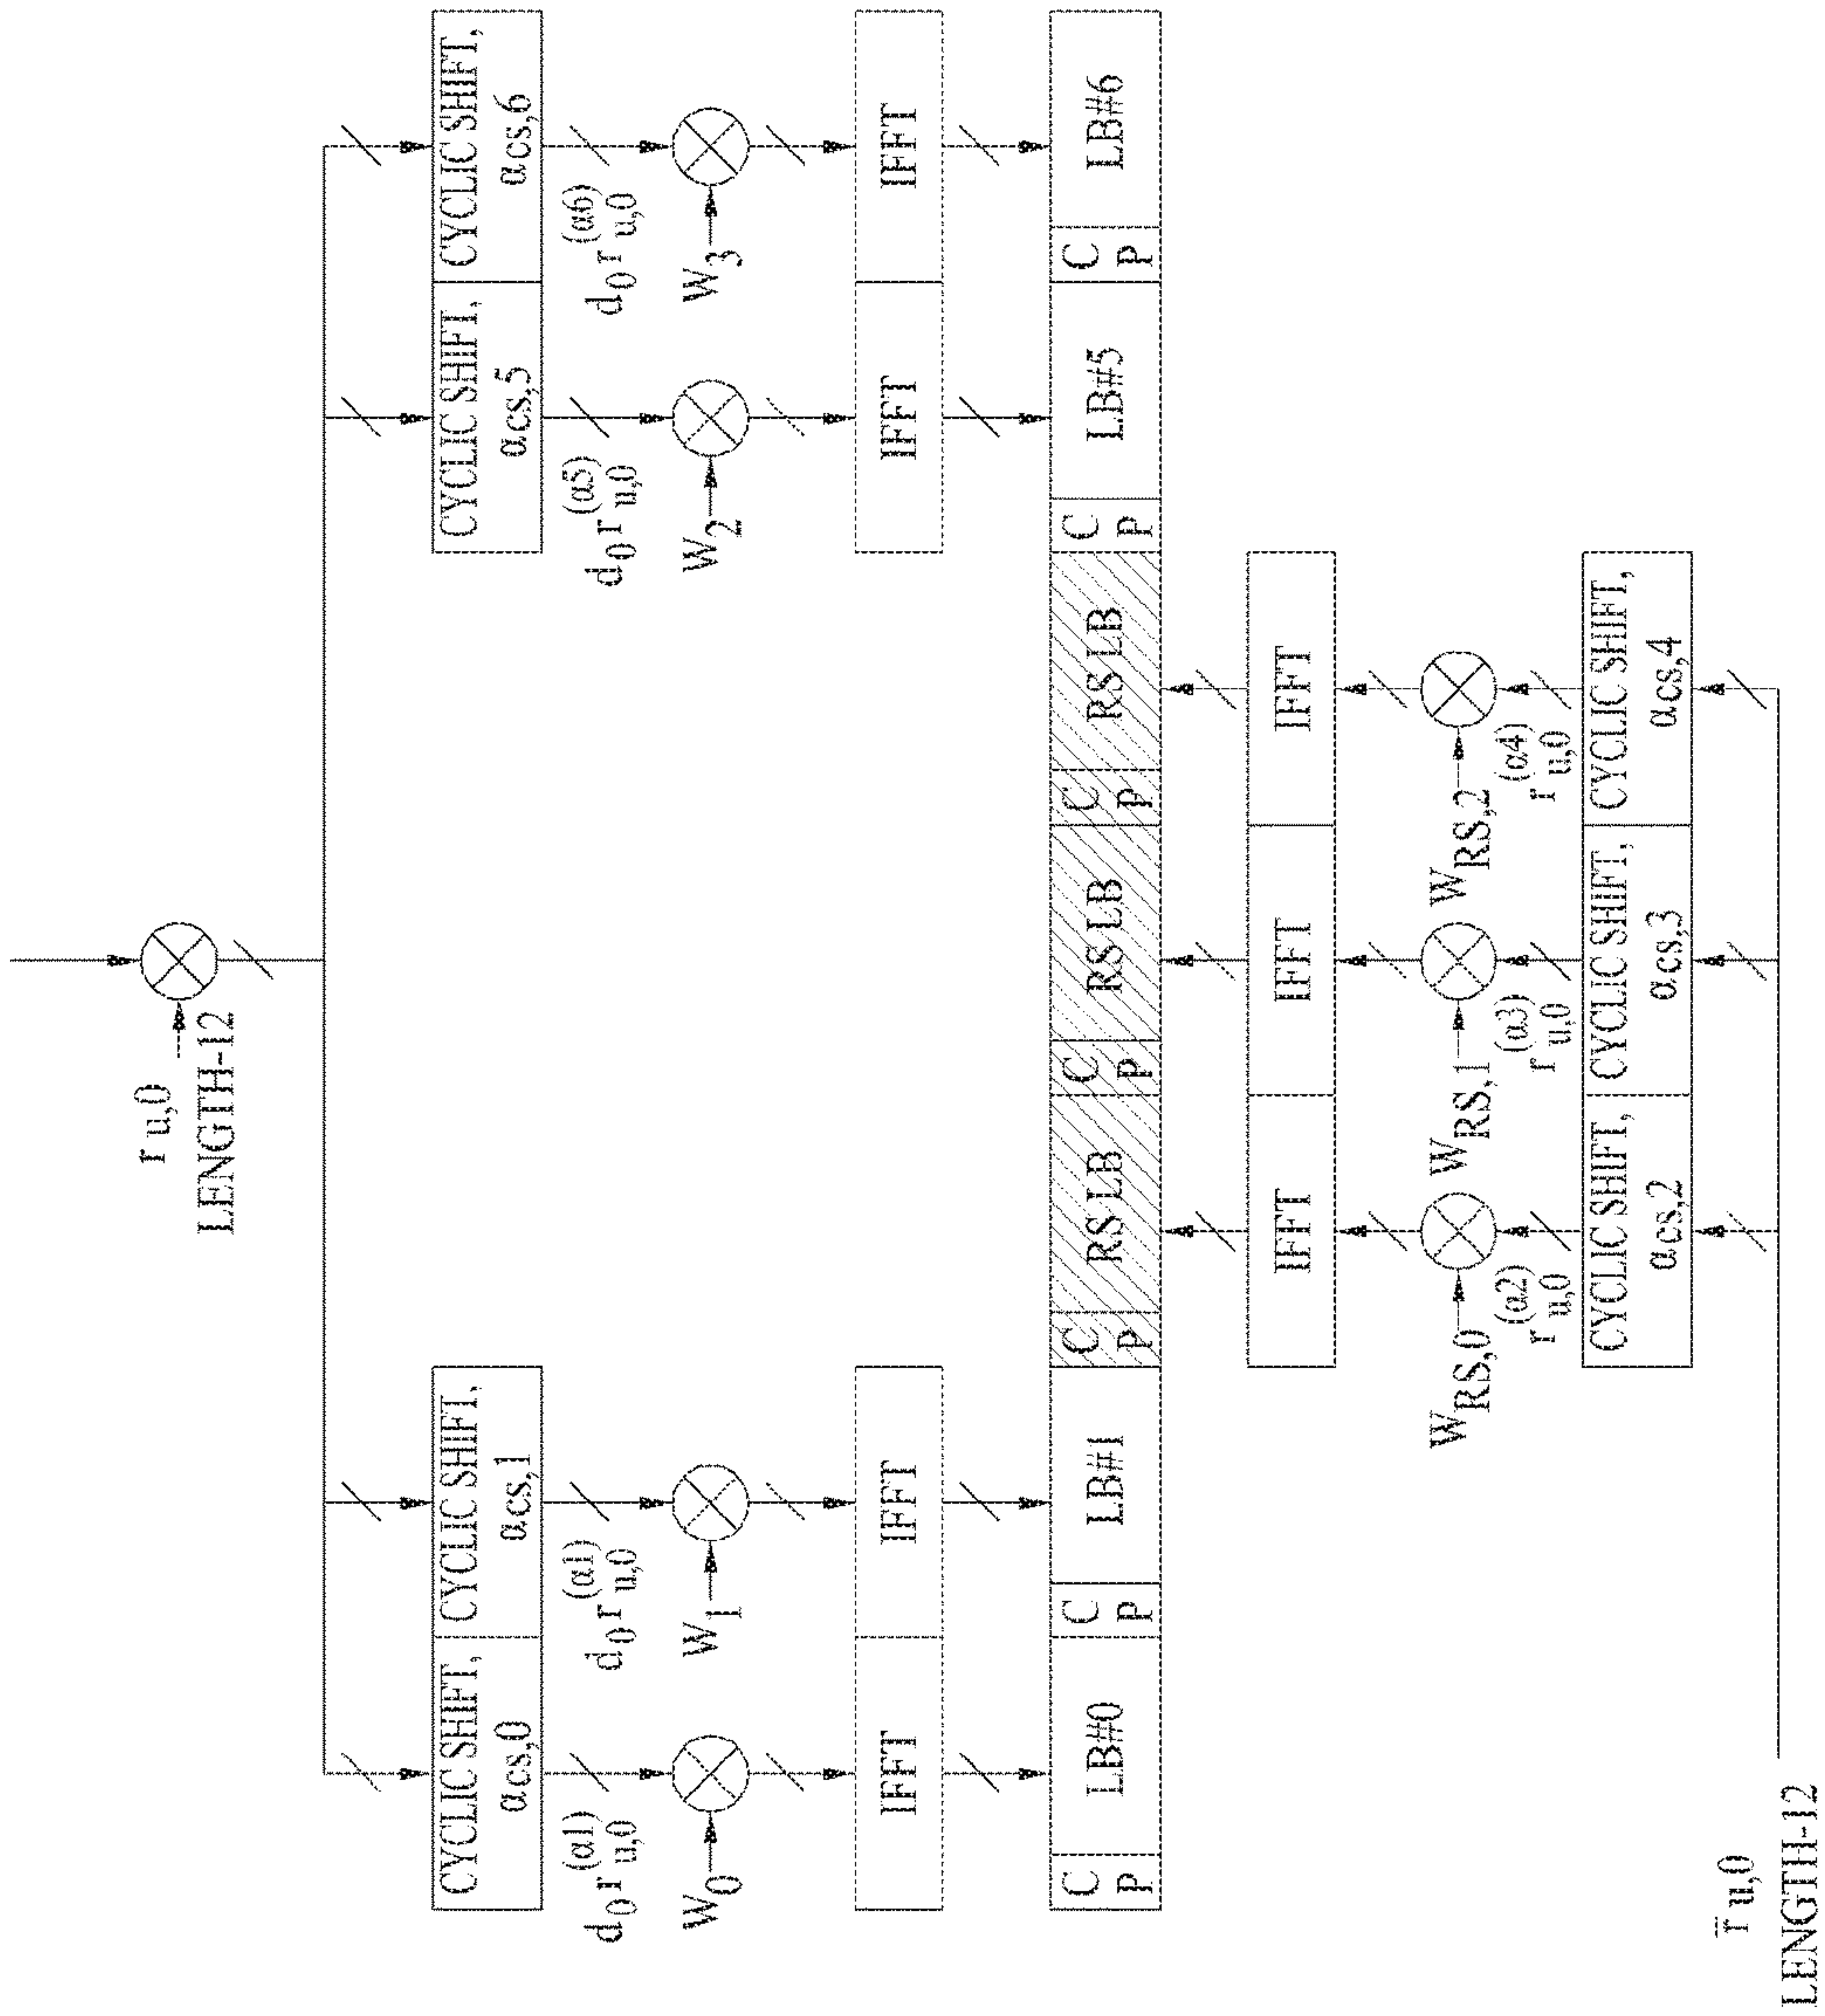 r u,0
LENGTH-12
CYCLIC SHIFT,
αcs,0
CYCLIC SHIFT,
αcs,1
CYCLIC SHIFT,
αcs,5
CYCLIC SHIFT,
αcs,6
d0 r u,0 (α1)
d0 r u,0 (α1)
d0 r u,0 (α5)
d0 r u,0 (α6)
W0
W1
W2
W3
IFFT
IFFT
IFFT
IFFT
CP
LB#0
CP
LB#1
CP
RS LB
CP
RS LB
CP
RS LB
CP
LB#5
CP
LB#6
IFFT
IFFT
IFFT
WRS,0
WRS,1
WRS,2
r u,0 (α2)
r u,0 (α3)
r u,0 (α4)
CYCLIC SHIFT,
αcs,2
CYCLIC SHIFT,
αcs,3
CYCLIC SHIFT,
αcs,4
r̄ u,0
LENGTH-12